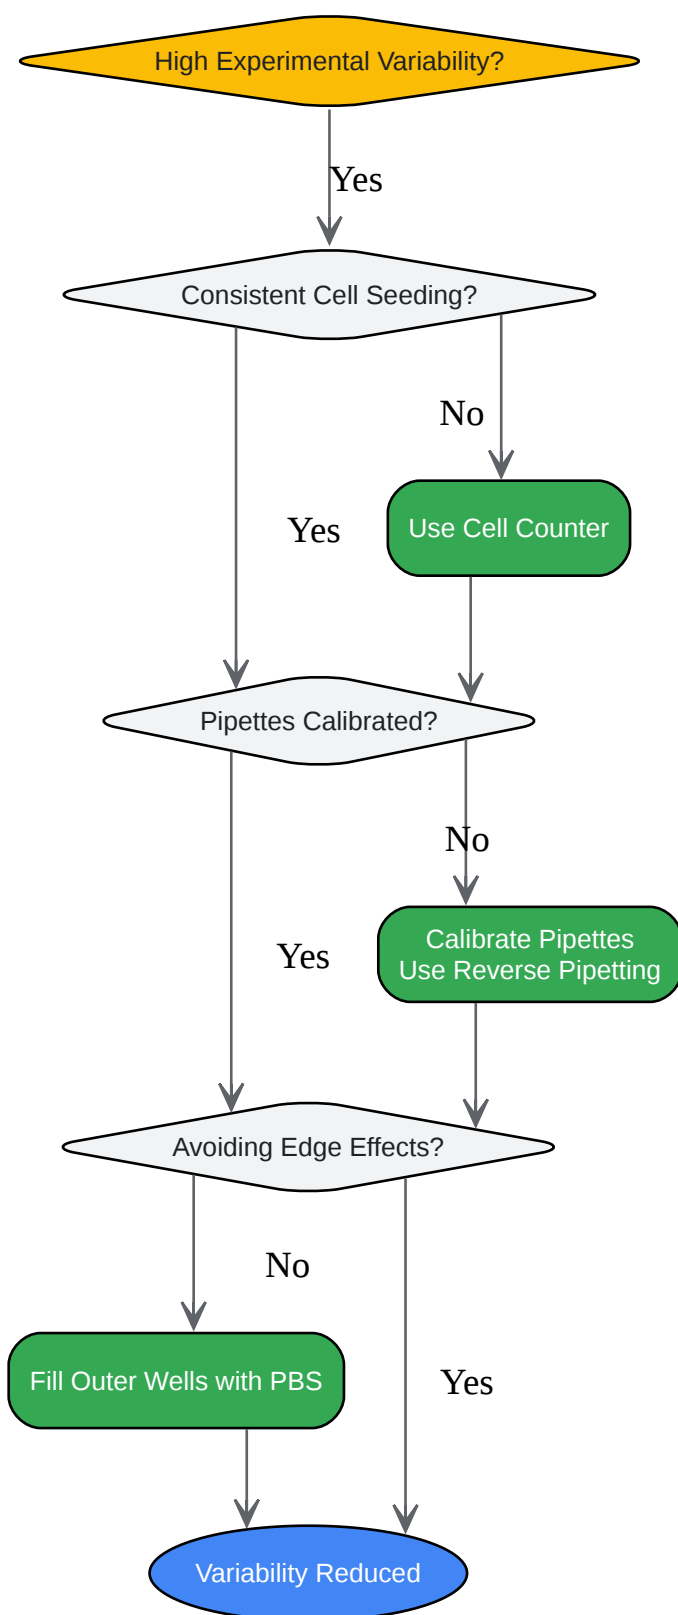 High Experimental Variability?
Yes
Consistent Cell Seeding?
No
Yes
Use Cell Counter
Pipettes Calibrated?
No
Yes
Calibrate Pipettes
Use Reverse Pipetting
Avoiding Edge Effects?
No
Fill Outer Wells with PBS
Yes
Variability Reduced